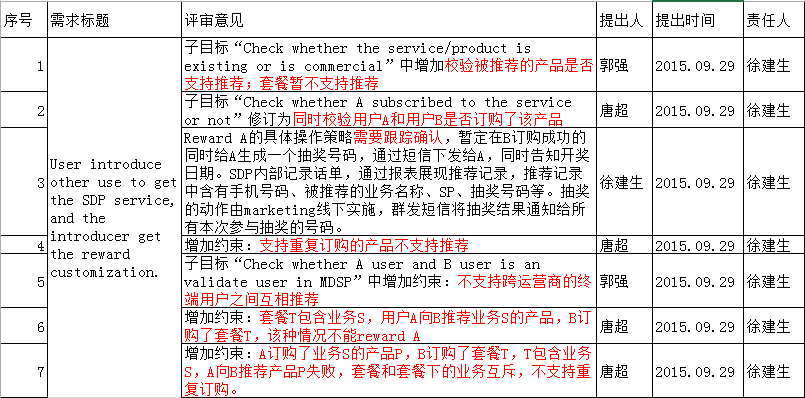 序号 需求标题 评审意见 提出人 提出时间 责任人
User introduce
other use to get
the SDP service,
and the
introducer get
the reward
customization.
1
子目标“Check whether the service/product is
existing or is commercial”中增加校验被推荐的产品是否
支持推荐；套餐暂不支持推荐
郭强 2015.09.29 徐建生
2
子目标“Check whether A subscribed to the service
or not”修订为同时校验用户A和用户B是否订购了该产品
唐超 2015.09.29 徐建生
3
Reward A的具体操作策略需要跟踪确认，暂定在B订购成功的
同时给A生成一个抽奖号码，通过短信下发给A，同时告知开奖
日期。SDP内部记录话单，通过报表展现推荐记录，推荐记录
中含有手机号码、被推荐的业务名称、SP、抽奖号码等。抽奖
的动作由marketing线下实施，群发短信将抽奖结果通知给所
有本次参与抽奖的号码。
徐建生 2015.09.29 徐建生
4
增加约束：支持重复订购的产品不支持推荐
唐超 2015.09.29 徐建生
5
子目标“Check whether A user and B user is an
validate user in MDSP”中增加约束：不支持跨运营商的终
端用户之间互相推荐
郭强 2015.09.29 徐建生
6
增加约束：套餐T包含业务S，用户A向B推荐业务S的产品，B订
购了套餐T，该种情况不能reward A
唐超 2015.09.29 徐建生
7
增加约束：A订购了业务S的产品P，B订购了套餐T，T包含业务
S，A向B推荐产品P失败，套餐和套餐下的业务互斥，不支持重
复订购。
唐超 2015.09.29 徐建生